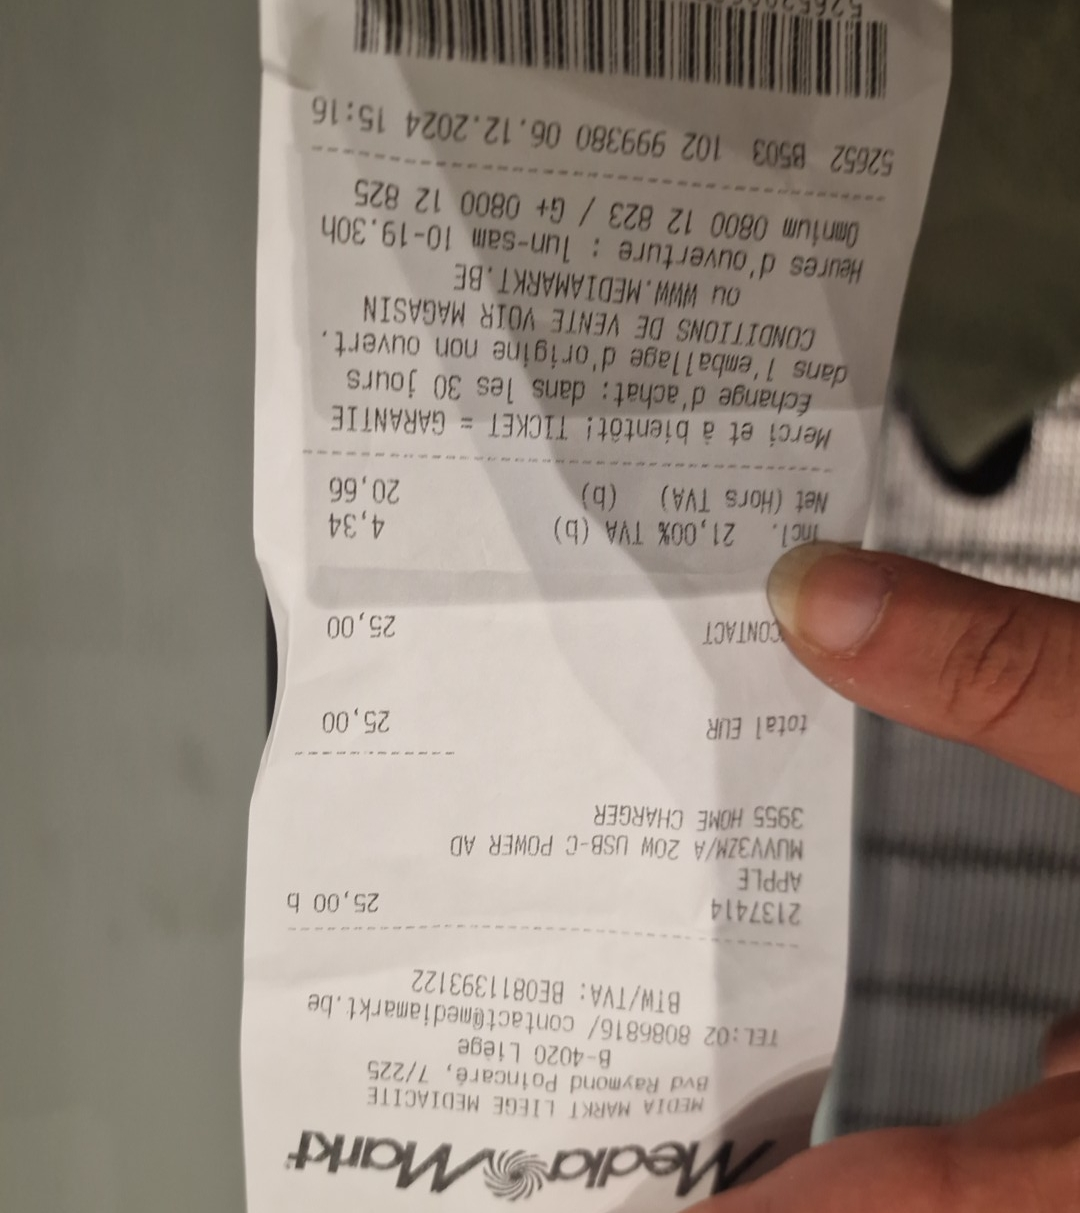 Media Markt
MEDIA MARKT LIEGE MEDIACITE
Bvd Raymond Poincaré, 7/225
B-4020 Liège
TEL:02 8086816/ contact@mediamarkt.be
BTW/TVA: BE0811393122
2137414 25,00 b
APPLE
MUVV3ZM/A 20W USB-C POWER AD
3955 HOME CHARGER
total EUR 25,00
CONTACT 25,00
Incl. 21,00% TVA (b) 4,34
Net (Hors TVA) (b) 20,66
Merci et à bientôt! TICKET = GARANTIE
Échange d'achat: dans les 30 jours
dans l'emballage d'origine non ouvert.
CONDITIONS DE VENTE VOIR MAGASIN
ou WWW.MEDIAMARKT.BE
Heures d'ouverture : lun-sam 10-19.30h
Omnium 0800 12 823 / G+ 0800 12 825
52652 B503 102 999380 06.12.2024 15:16